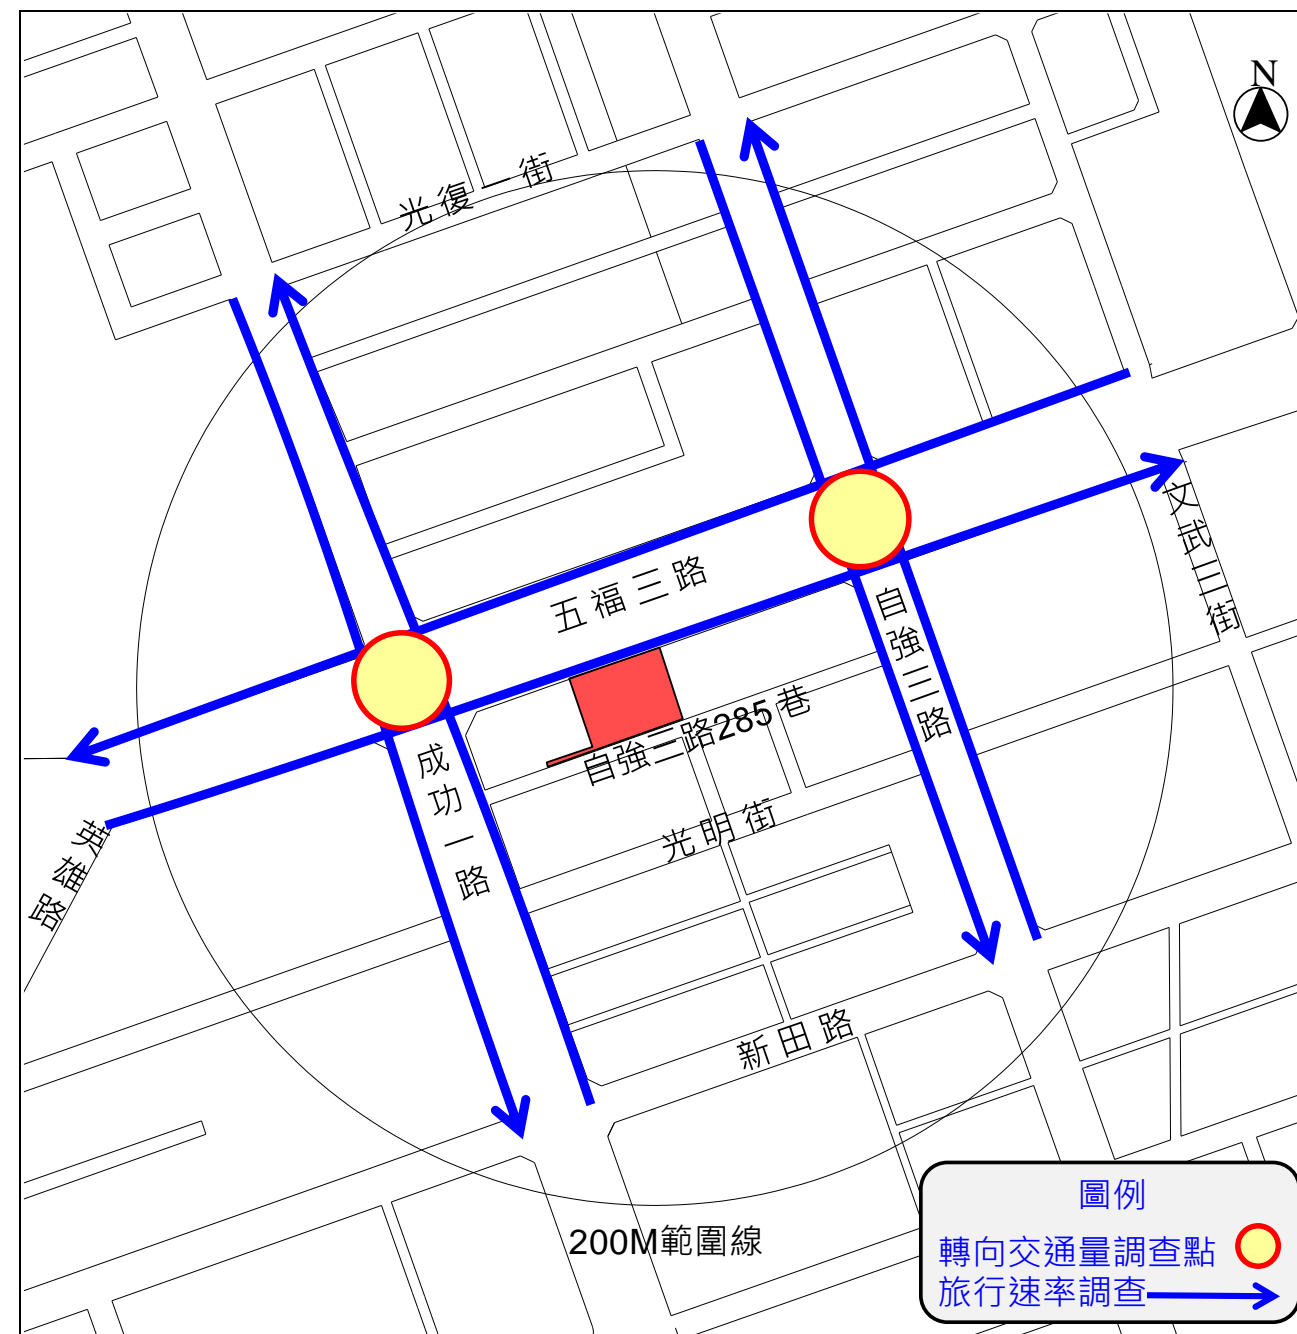 N
光復一街
文武三街
五福三路
自強三路
自強三路285巷
成功一路
光明街
英雄路
新田路
200M範圍線
圖例
轉向交通量調查點
旅行速率調查